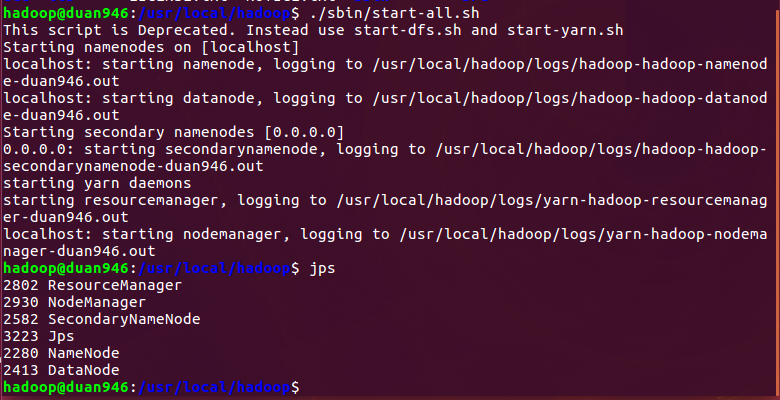 hadoop@duan946:/usr/local/hadoop$ ./sbin/start-all.sh
This script is Deprecated. Instead use start-dfs.sh and start-yarn.sh
Starting namenodes on [localhost]
localhost: starting namenode, logging to /usr/local/hadoop/logs/hadoop-hadoop-namenod
e-duan946.out
localhost: starting datanode, logging to /usr/local/hadoop/logs/hadoop-hadoop-datanod
e-duan946.out
Starting secondary namenodes [0.0.0.0]
0.0.0.0: starting secondarynamenode, logging to /usr/local/hadoop/logs/hadoop-hadoop-
secondarynamenode-duan946.out
starting yarn daemons
starting resourcemanager, logging to /usr/local/hadoop/logs/yarn-hadoop-resourcemanag
er-duan946.out
localhost: starting nodemanager, logging to /usr/local/hadoop/logs/yarn-hadoop-nodema
nager-duan946.out
hadoop@duan946:/usr/local/hadoop$ jps
2802 ResourceManager
2930 NodeManager
2582 SecondaryNameNode
3223 Jps
2280 NameNode
2413 DataNode
hadoop@duan946:/usr/local/hadoop$